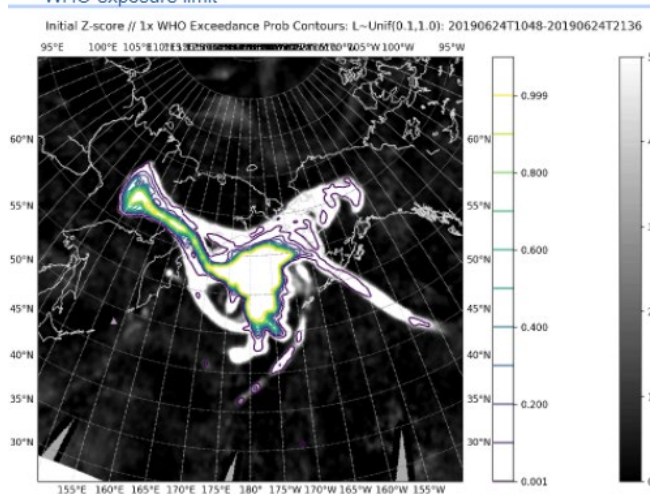 WHO exposure limit
Initial Z-score // 1x WHO Exceedance Prob Contours: L~Unif(0.1,1.0): 20190624T1048-20190624T2136
95°E 100°E 105°E 165°W 100°W 95°W
60°N 60°N
55°N 55°N
50°N 50°N
45°N 45°N
40°N 40°N
35°N 35°N
30°N 30°N
155°E 160°E 165°E 170°E 175°E 180° 175°W 170°W 165°W 160°W 155°W
0.999
0.800
0.600
0.400
0.200
0.001